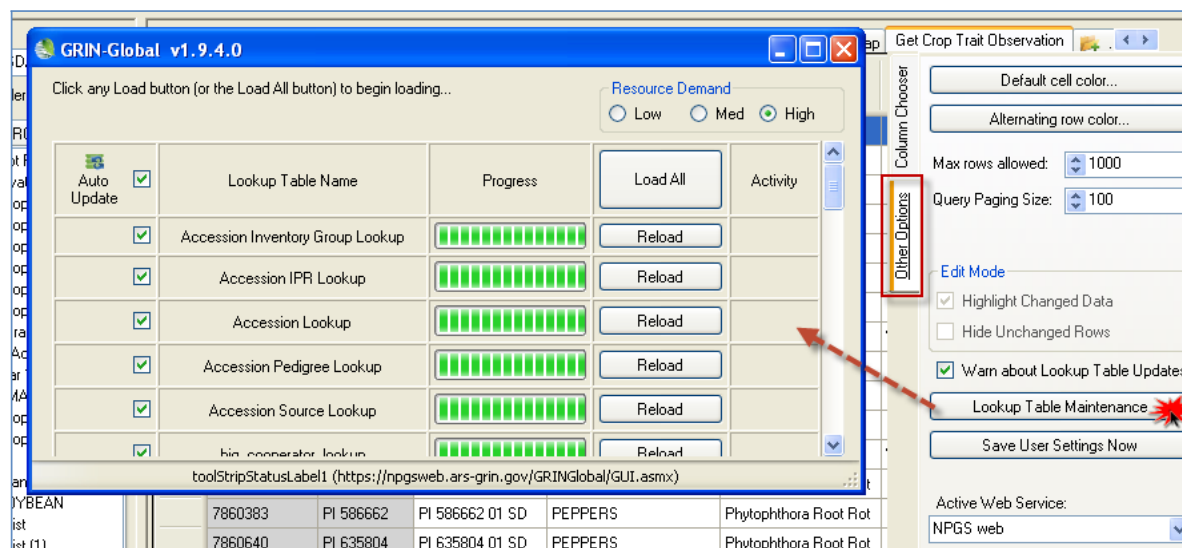 GRIN-Global v1.9.4.0
Click any Load button (or the Load All button) to begin loading...
Resource Demand
Low Med High
Auto Update
Lookup Table Name
Progress
Load All
Activity
Accession Inventory Group Lookup
Reload
Accession IPR Lookup
Reload
Accession Lookup
Reload
Accession Pedigree Lookup
Reload
Accession Source Lookup
Reload
big_cooperator_lookup
Reload
toolStripStatusLabel1 (https://npgsweb.ars-grin.gov/GRINGlobal/GUI.asmx)
Get Crop Trait Observation
Column Chooser
Other Options
Default cell color...
Alternating row color...
Max rows allowed: 1000
Query Paging Size: 100
Edit Mode
Highlight Changed Data
Hide Unchanged Rows
Warn about Lookup Table Updates
Lookup Table Maintenance
Save User Settings Now
Active Web Service:
NPGS web
7860383 PI 586662 PI 586662 01 SD PEPPERS Phytophthora Root Rot
7860640 PI 635804 PI 635804 01 SD PEPPERS Phytophthora Root Rot